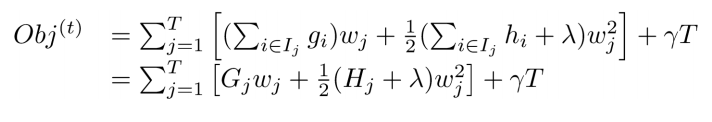 Obj^{(t)} = \sum_{j=1}^{T} \left[ (\sum_{i \in I_j} g_i) w_j + \frac{1}{2} (\sum_{i \in I_j} h_i + \lambda) w_j^2 \right] + \gamma T
= \sum_{j=1}^{T} \left[ G_j w_j + \frac{1}{2} (H_j + \lambda) w_j^2 \right] + \gamma T